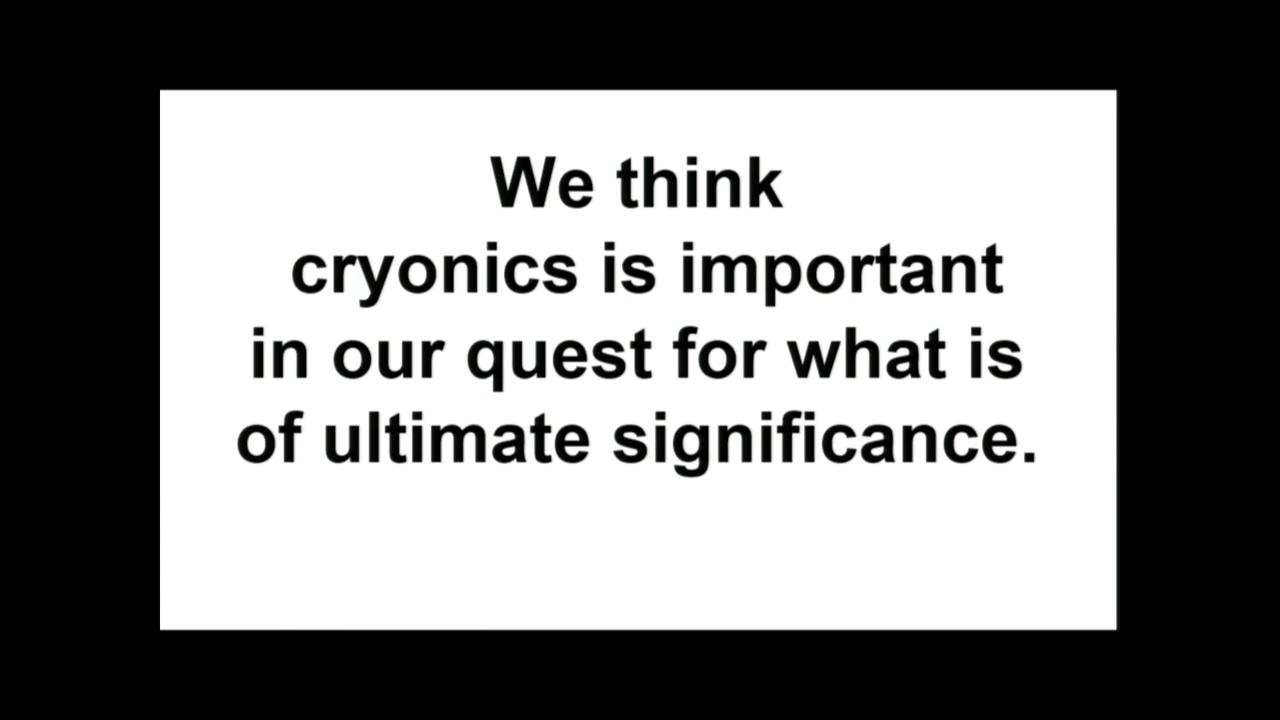 We think
cryonics is important
in our quest for what is
of ultimate significance.